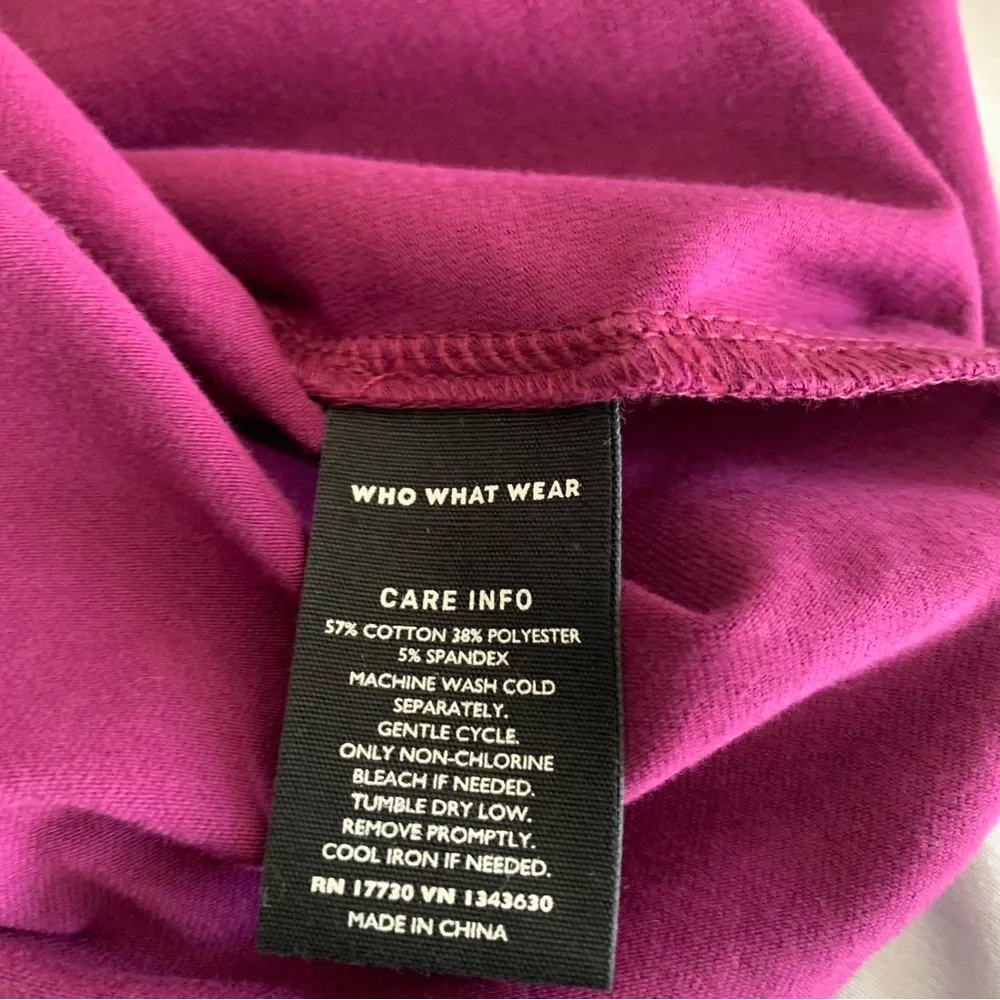 WHO WHAT WEAR
CARE INFO
57% COTTON 38% POLYESTER
5% SPANDEX
MACHINE WASH COLD
SEPARATELY.
GENTLE CYCLE.
ONLY NON-CHLORINE
BLEACH IF NEEDED.
TUMBLE DRY LOW.
REMOVE PROMPTLY.
COOL IRON IF NEEDED.
RN 17730 VN 1343630
MADE IN CHINA